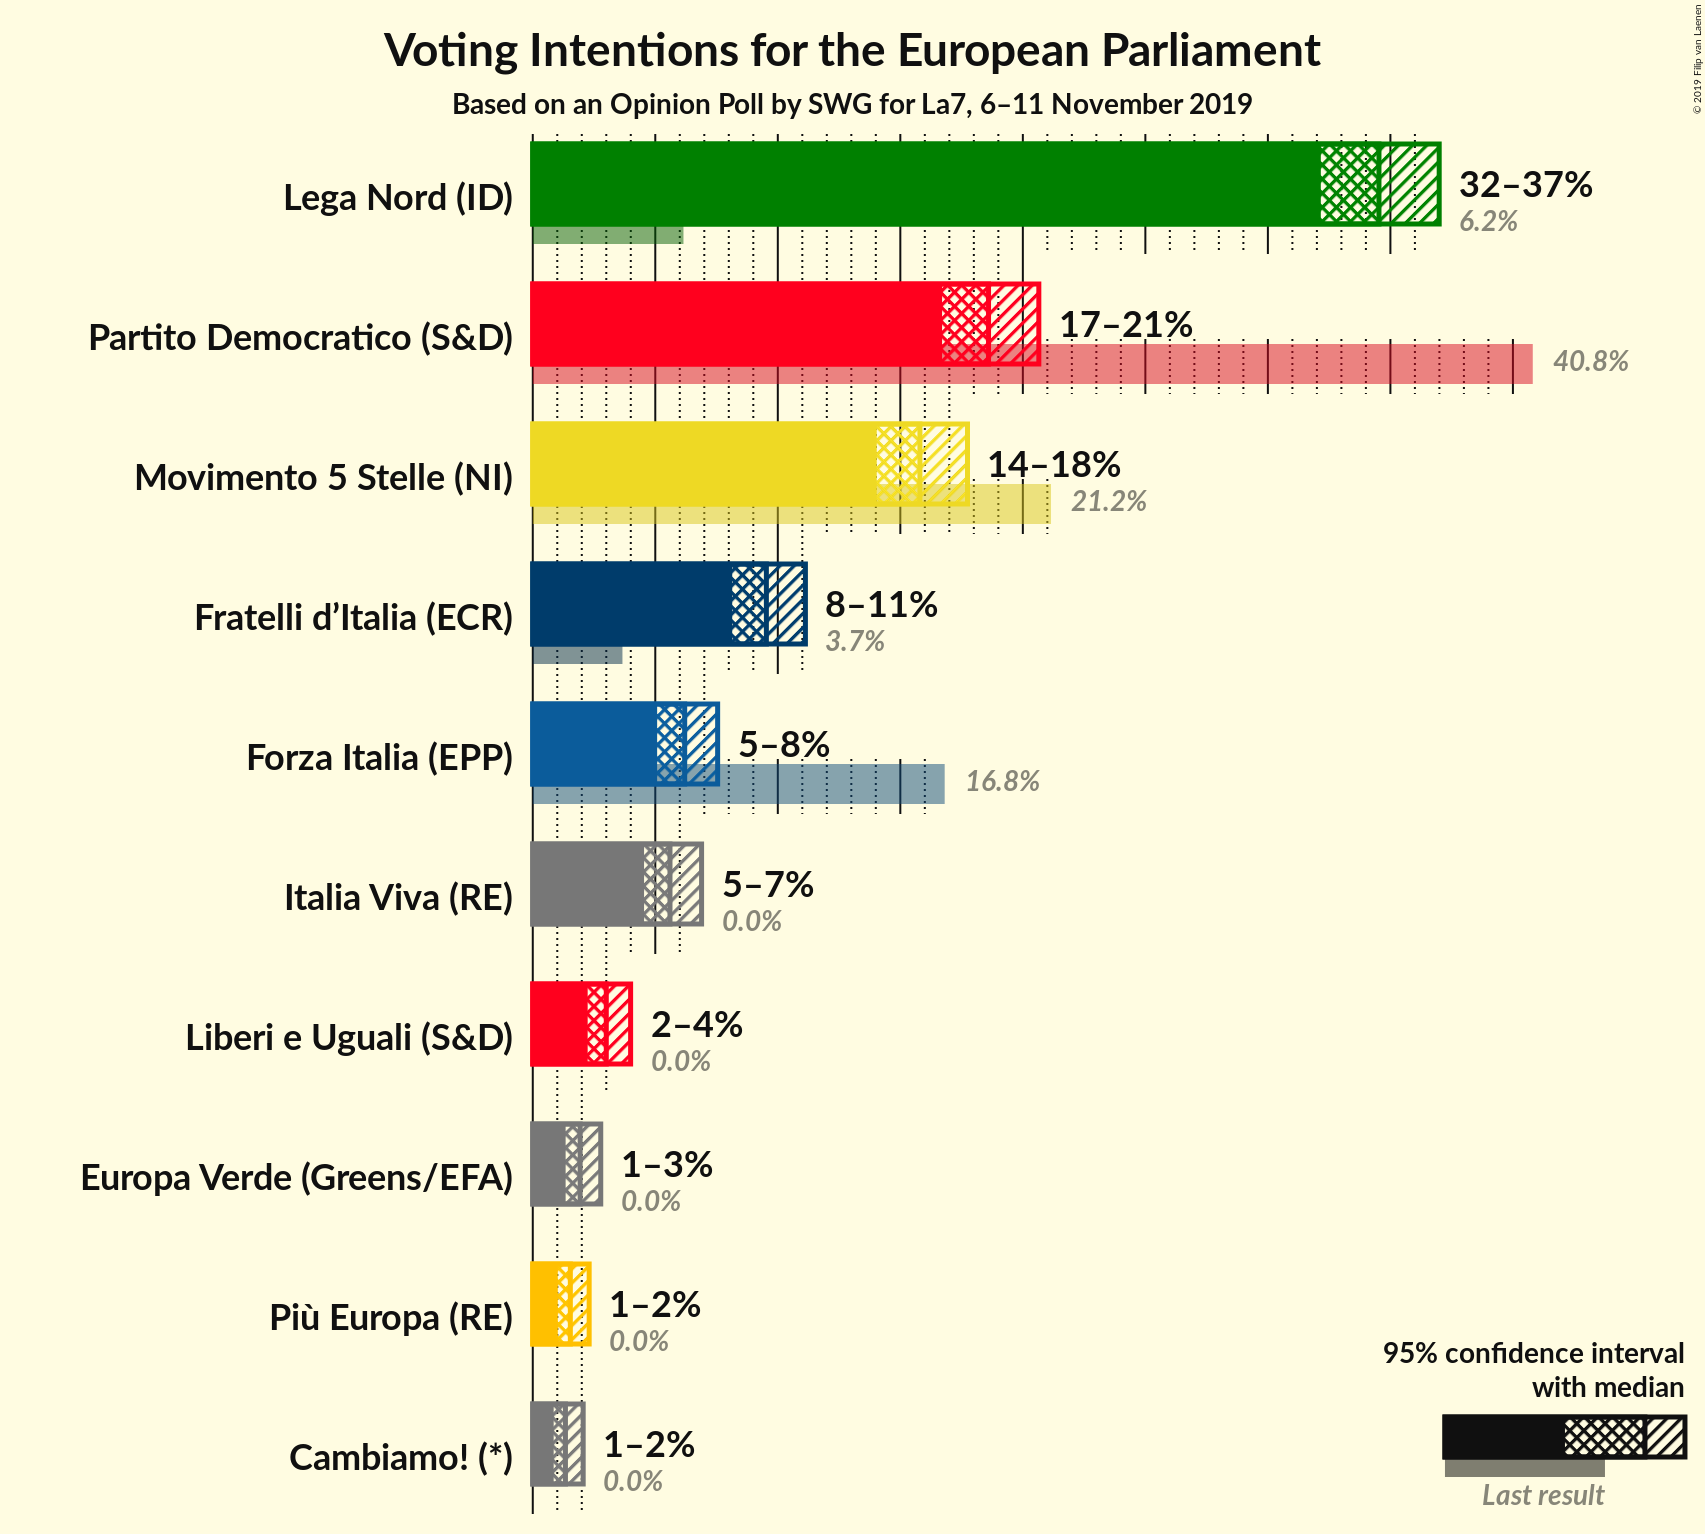 Voting Intentions for the European Parliament
Based on an Opinion Poll by SWG for La7, 6–11 November 2019
© 2019 Filip van Laenen
Lega Nord (ID)
32–37%
6.2%
Partito Democratico (S&D)
17–21%
40.8%
Movimento 5 Stelle (NI)
14–18%
21.2%
Fratelli d’Italia (ECR)
8–11%
3.7%
Forza Italia (EPP)
5–8%
16.8%
Italia Viva (RE)
5–7%
0.0%
Liberi e Uguali (S&D)
2–4%
0.0%
Europa Verde (Greens/EFA)
1–3%
0.0%
Più Europa (RE)
1–2%
0.0%
Cambiamo! (*)
1–2%
0.0%
95% confidence interval
with median
Last result